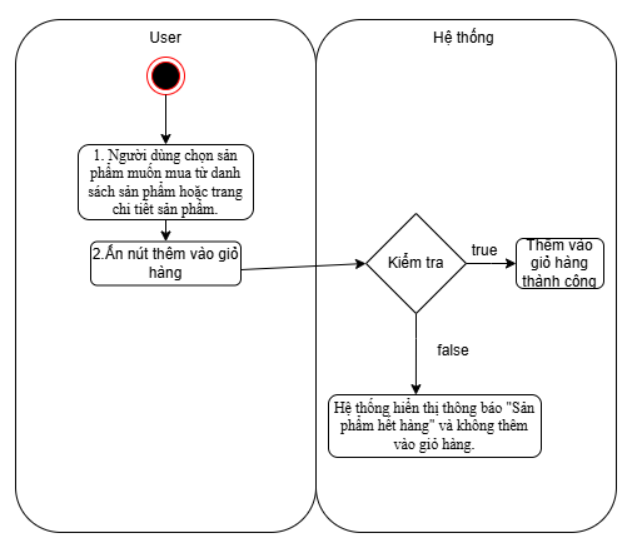 User
Hệ thống
1. Người dùng chọn sản
phẩm muốn mua từ danh
sách sản phẩm hoặc trang
chi tiết sản phẩm.
2.Ấn nút thêm vào giỏ
hàng
Kiểm tra
true
Thêm vào
giỏ hàng
thành công
false
Hệ thống hiển thị thông báo "Sản
phẩm hết hàng" và không thêm
vào giỏ hàng.